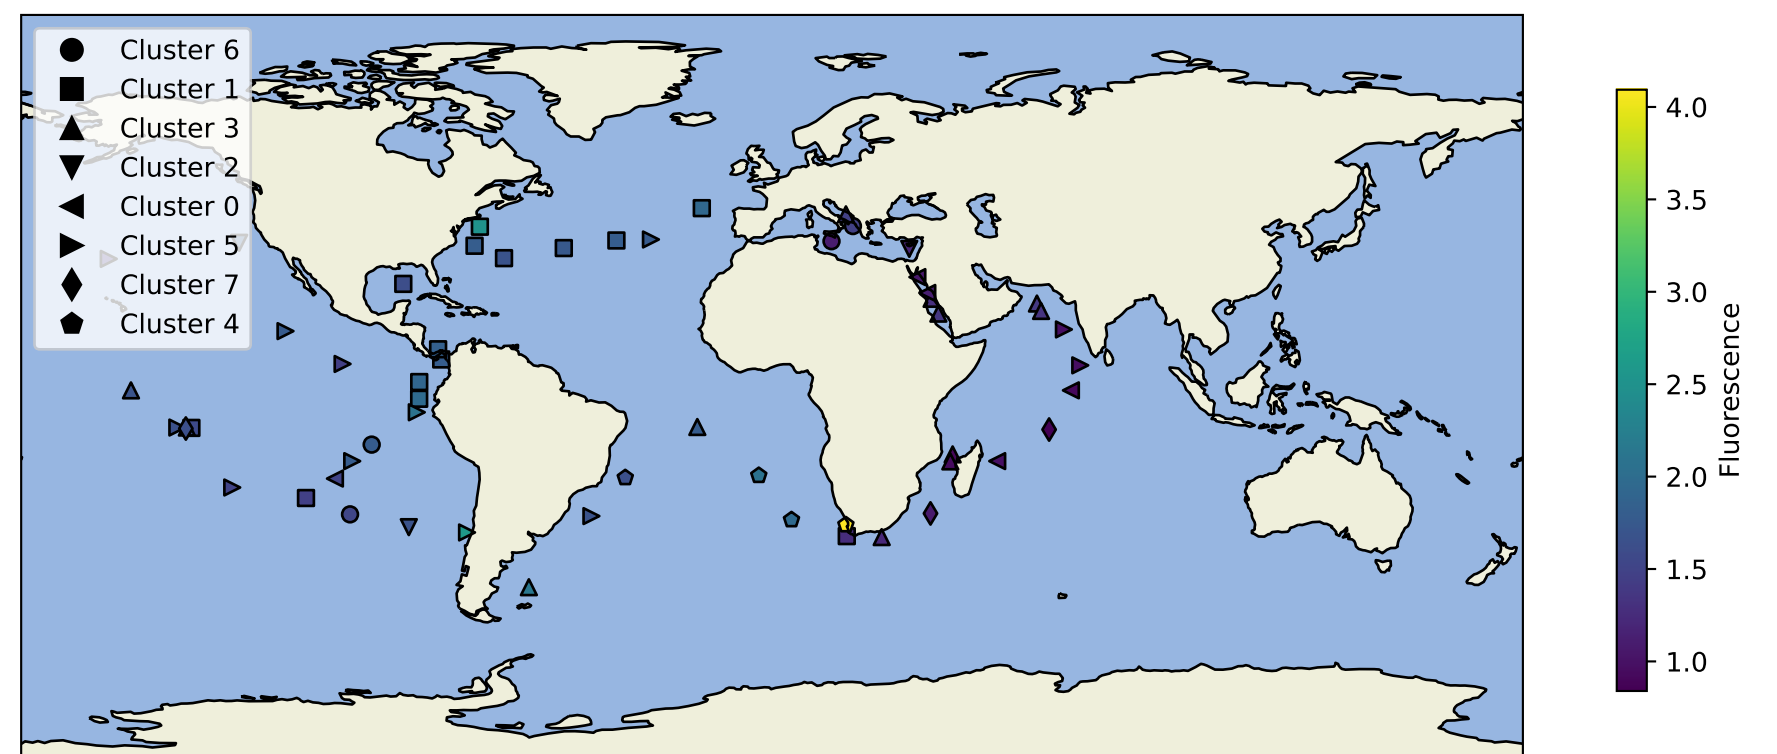 Cluster 6
Cluster 1
Cluster 3
Cluster 2
Cluster 0
Cluster 5
Cluster 7
Cluster 4
4.0
3.5
3.0
2.5
2.0
1.5
1.0
Fluorescence